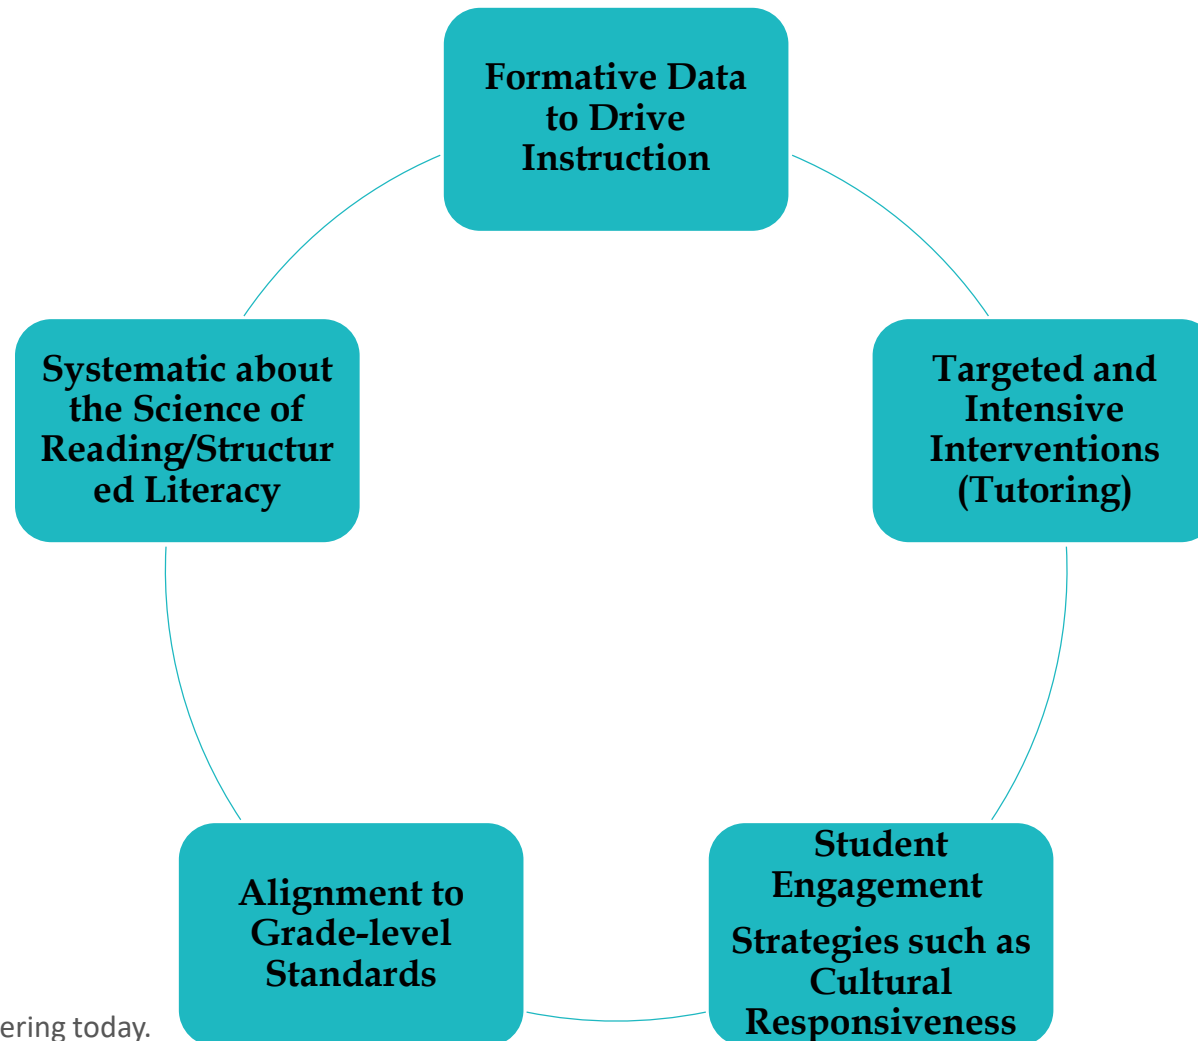 Formative Data
to Drive
Instruction
Targeted and
Intensive
Interventions
(Tutoring)
Student
Engagement
Strategies such as
Cultural
Responsiveness
Alignment to
Grade-level
Standards
Systematic about
the Science of
Reading/Structur
ed Literacy
today.